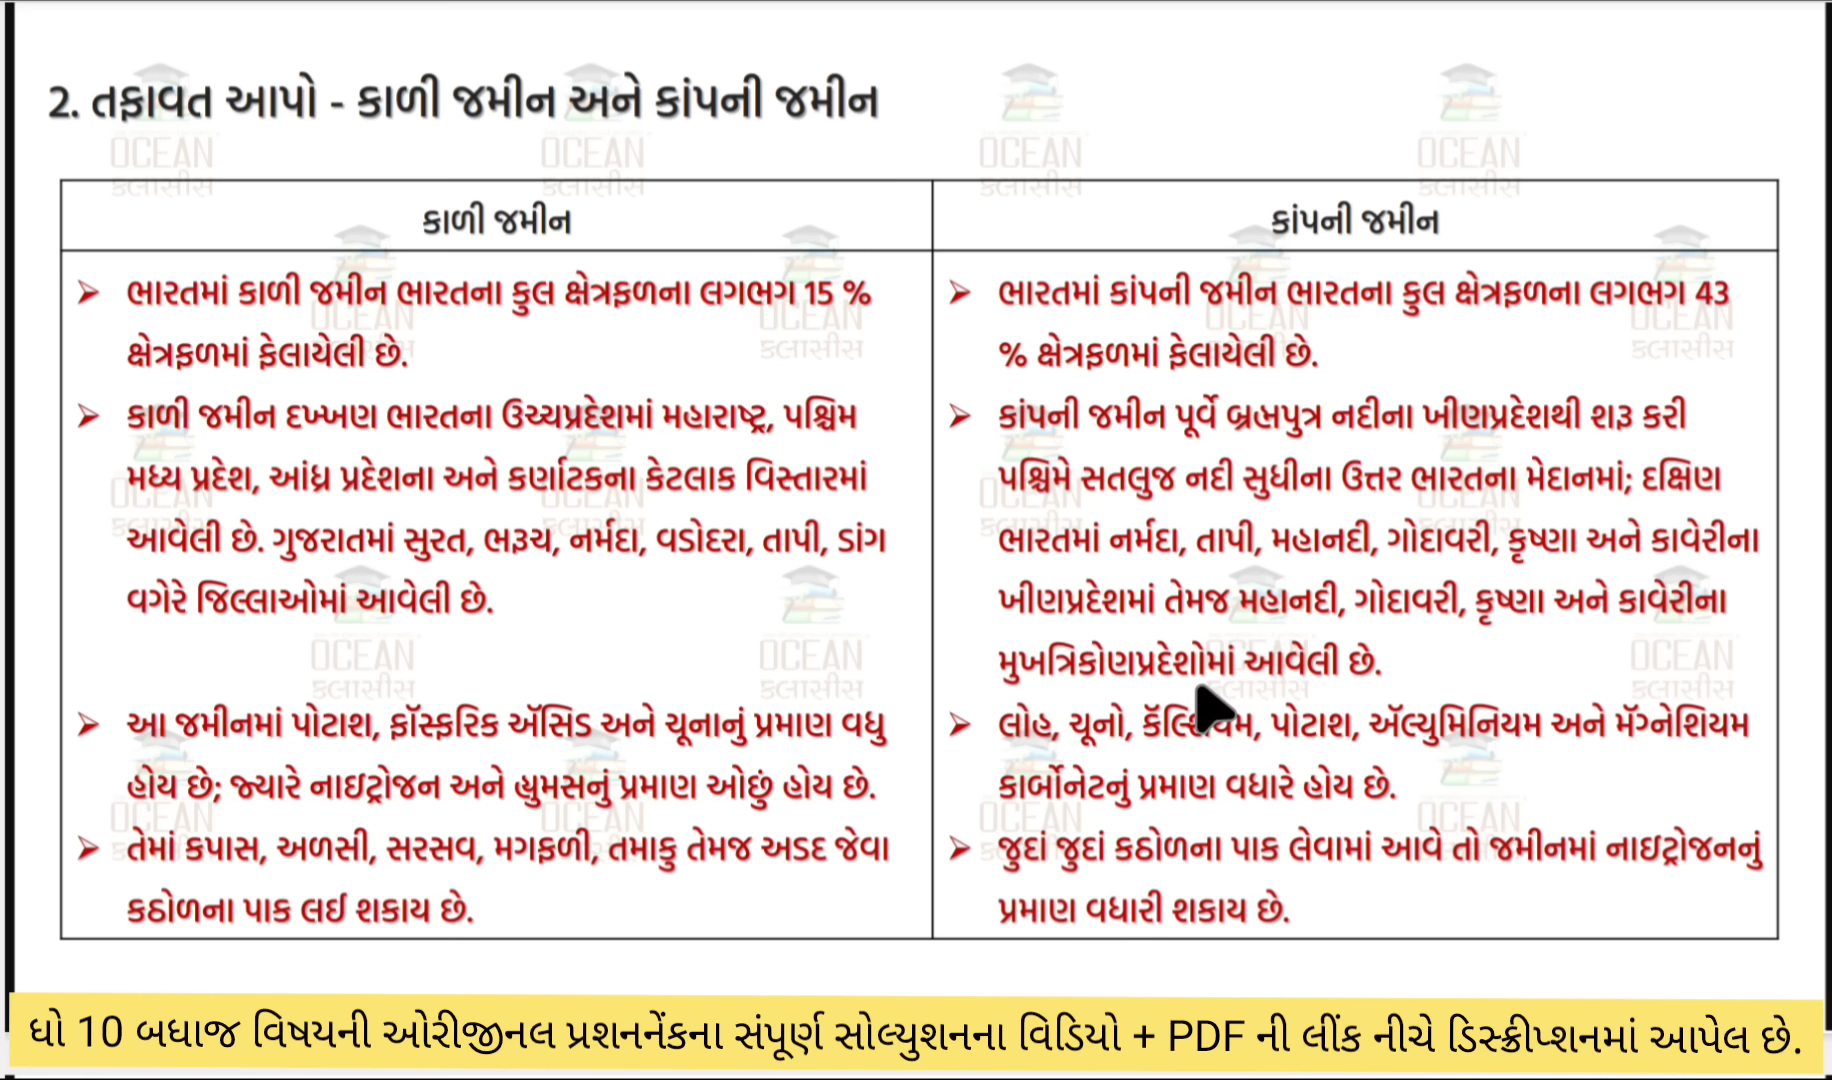 2. તફાવત આપો - કાળી જમીન અને કાંપની જમીન
કાળી જમીન
ભારતમાં કાળી જમીન ભારતના કુલ ક્ષેત્રફળના લગભગ 15 %
ક્ષેત્રફળમાં ફેલાયેલી છે.
કાળી જમીન દખ્ખણ ભારતના ઉચ્ચપ્રદેશમાં મહારાષ્ટ્ર, પશ્ચિમ
મધ્ય પ્રદેશ, આંધ્ર પ્રદેશના અને કર્ણાટકના કેટલાક વિસ્તારમાં
આવેલી છે. ગુજરાતમાં સુરત, ભરૂચ, નર્મદા, વડોદરા, તાપી, ડાંગ
વગેરે જિલ્લાઓમાં આવેલી છે.
આ જમીનમાં પોટાશ, ફૉસ્ફરિક ઍસિડ અને ચૂનાનું પ્રમાણ વધુ
હોય છે; જ્યારે નાઇટ્રોજન અને હ્યુમસનું પ્રમાણ ઓછું હોય છે.
તેમાં કપાસ, અળસી, સરસવ, મગફળી, તમાકુ તેમજ અડદ જેવા
કઠોળના પાક લઈ શકાય છે.
કાંપની જમીન
ભારતમાં કાંપની જમીન ભારતના કુલ ક્ષેત્રફળના લગભગ 43
% ક્ષેત્રફળમાં ફેલાયેલી છે.
કાંપની જમીન પૂર્વે બ્રહ્મપુત્ર નદીના ખીણપ્રદેશથી શરૂ કરી
પશ્ચિમે સતલુજ નદી સુધીના ઉત્તર ભારતના મેદાનમાં; દક્ષિણ
ભારતમાં નર્મદા, તાપી, મહાનદી, ગોદાવરી, કૃષ્ણા અને કાવેરીના
ખીણપ્રદેશમાં તેમજ મહાનદી, ગોદાવરી, કૃષ્ણા અને કાવેરીના
મુખત્રિકોણપ્રદેશોમાં આવેલી છે.
લોહ, ચૂનો, કૅલ્શિયમ, પોટાશ, ઍલ્યુમિનિયમ અને મૅગ્નેશિયમ
કાર્બોનેટનું પ્રમાણ વધારે હોય છે.
જુદાં જુદાં કઠોળના પાક લેવામાં આવે તો જમીનમાં નાઇટ્રોજનનું
પ્રમાણ વધારી શકાય છે.
ધો 10 બધાજ વિષયની ઓરીજીનલ પ્રશનનેંકના સંપૂર્ણ સોલ્યુશનના વિડિયો + PDF ની લીંક નીચે ડિસ્ક્રીપ્શનમાં આપેલ છે.
OCEAN
ક્લાસીસ